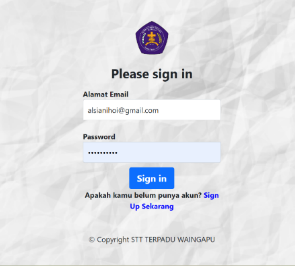 Please sign in
Alamat Email
alsianihoi@gmail.com
Password
••••••••••
Sign in
Apakah kamu belum punya akun? Sign
Up Sekarang
© Copyright STT TERPADU WAINGAPU